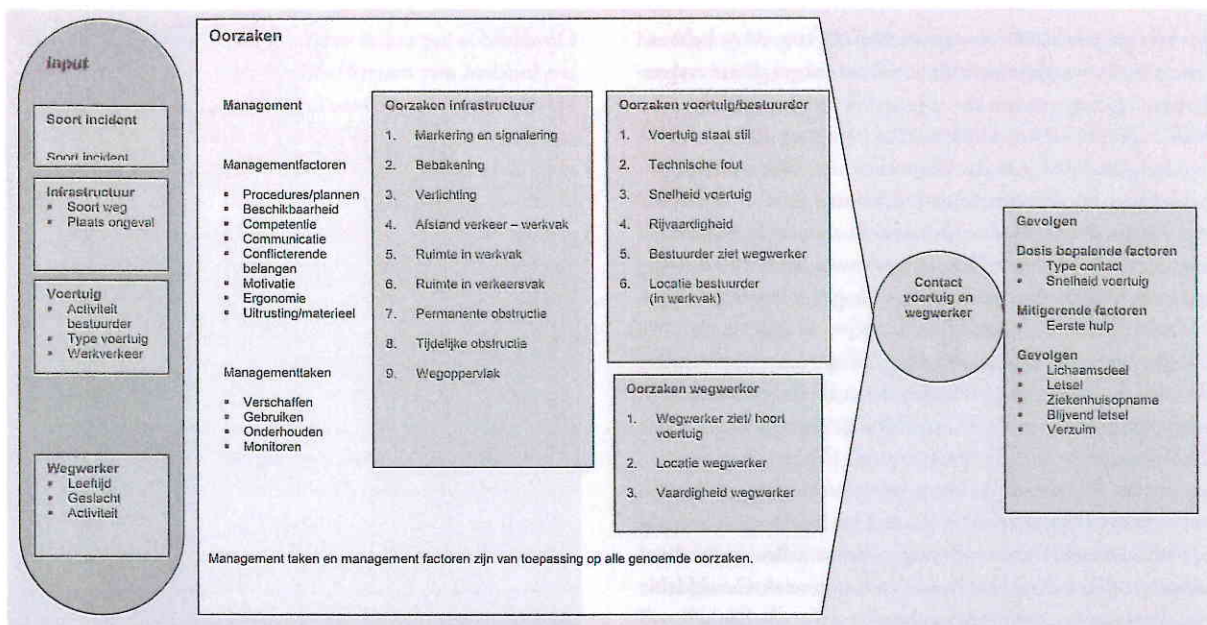 Input
Soort incident
Soort incident
Infrastructuur
▪ Soort weg
▪ Plaats ongeval
Voertuig
▪ Activiteit
bestuurder
▪ Type voertuig
▪ Werkverkeer
Wegwerker
▪ Leeftijd
▪ Geslacht
▪ Activiteit
Oorzaken
Management
Managementfactoren
▪ Procedures/plannen
▪ Beschikbaarheid
▪ Competentie
▪ Communicatie
▪ Conflicterende
belangen
▪ Motivatie
▪ Ergonomie
▪ Uitrusting/materieel
Managementtaken
▪ Verschaffen
▪ Gebruiken
▪ Onderhouden
▪ Monitoren
Oorzaken infrastructuur
1. Markering en signalering
2. Bebakening
3. Verlichting
4. Afstand verkeer – werkvak
5. Ruimte in werkvak
6. Ruimte in verkeersvak
7. Permanente obstructie
8. Tijdelijke obstructie
9. Wegoppervlak
Oorzaken voertuig/bestuurder
1. Voertuig staat stil
2. Technische fout
3. Snelheid voertuig
4. Rijvaardigheid
5. Bestuurder ziet wegwerker
6. Locatie bestuurder
(in werkvak)
Oorzaken wegwerker
1. Wegwerker ziet/ hoort
voertuig
2. Locatie wegwerker
3. Vaardigheid wegwerker
Management taken en management factoren zijn van toepassing op alle genoemde oorzaken.
Contact
voertuig en
wegwerker
Gevolgen
Dosis bepalende factoren
▪ Type contact
▪ Snelheid voertuig
Mitigerende factoren
▪ Eerste hulp
Gevolgen
▪ Lichaamsdeel
▪ Letsel
▪ Ziekenhuisopname
▪ Blijvend letsel
▪ Verzuim